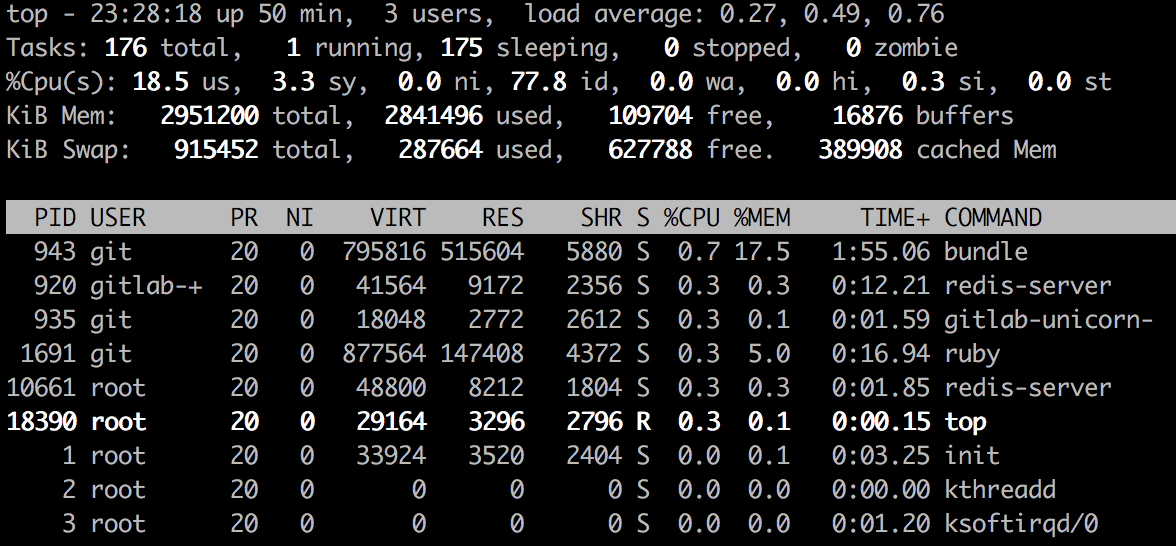 top - 23:28:18 up 50 min,  3 users,  load average: 0.27, 0.49, 0.76
Tasks: 176 total,   1 running, 175 sleeping,   0 stopped,   0 zombie
%Cpu(s): 18.5 us,  3.3 sy,  0.0 ni, 77.8 id,  0.0 wa,  0.0 hi,  0.3 si,  0.0 st
KiB Mem:   2951200 total,  2841496 used,   109704 free,    16876 buffers
KiB Swap:   915452 total,   287664 used,   627788 free.   389908 cached Mem
  PID USER      PR  NI    VIRT    RES    SHR S %CPU %MEM     TIME+ COMMAND
  943 git       20   0  795816 515604   5880 S  0.7 17.5   1:55.06 bundle
  920 gitlab-+  20   0   41564   9172   2356 S  0.3  0.3   0:12.21 redis-server
  935 git       20   0   18048   2772   2612 S  0.3  0.1   0:01.59 gitlab-unicorn-
 1691 git       20   0  877564 147408   4372 S  0.3  5.0   0:16.94 ruby
10661 root      20   0   48800   8212   1804 S  0.3  0.3   0:01.85 redis-server
18390 root      20   0   29164   3296   2796 R  0.3  0.1   0:00.15 top
    1 root      20   0   33924   3520   2404 S  0.0  0.1   0:03.25 init
    2 root      20   0       0      0      0 S  0.0  0.0   0:00.00 kthreadd
    3 root      20   0       0      0      0 S  0.0  0.0   0:01.20 ksoftirqd/0